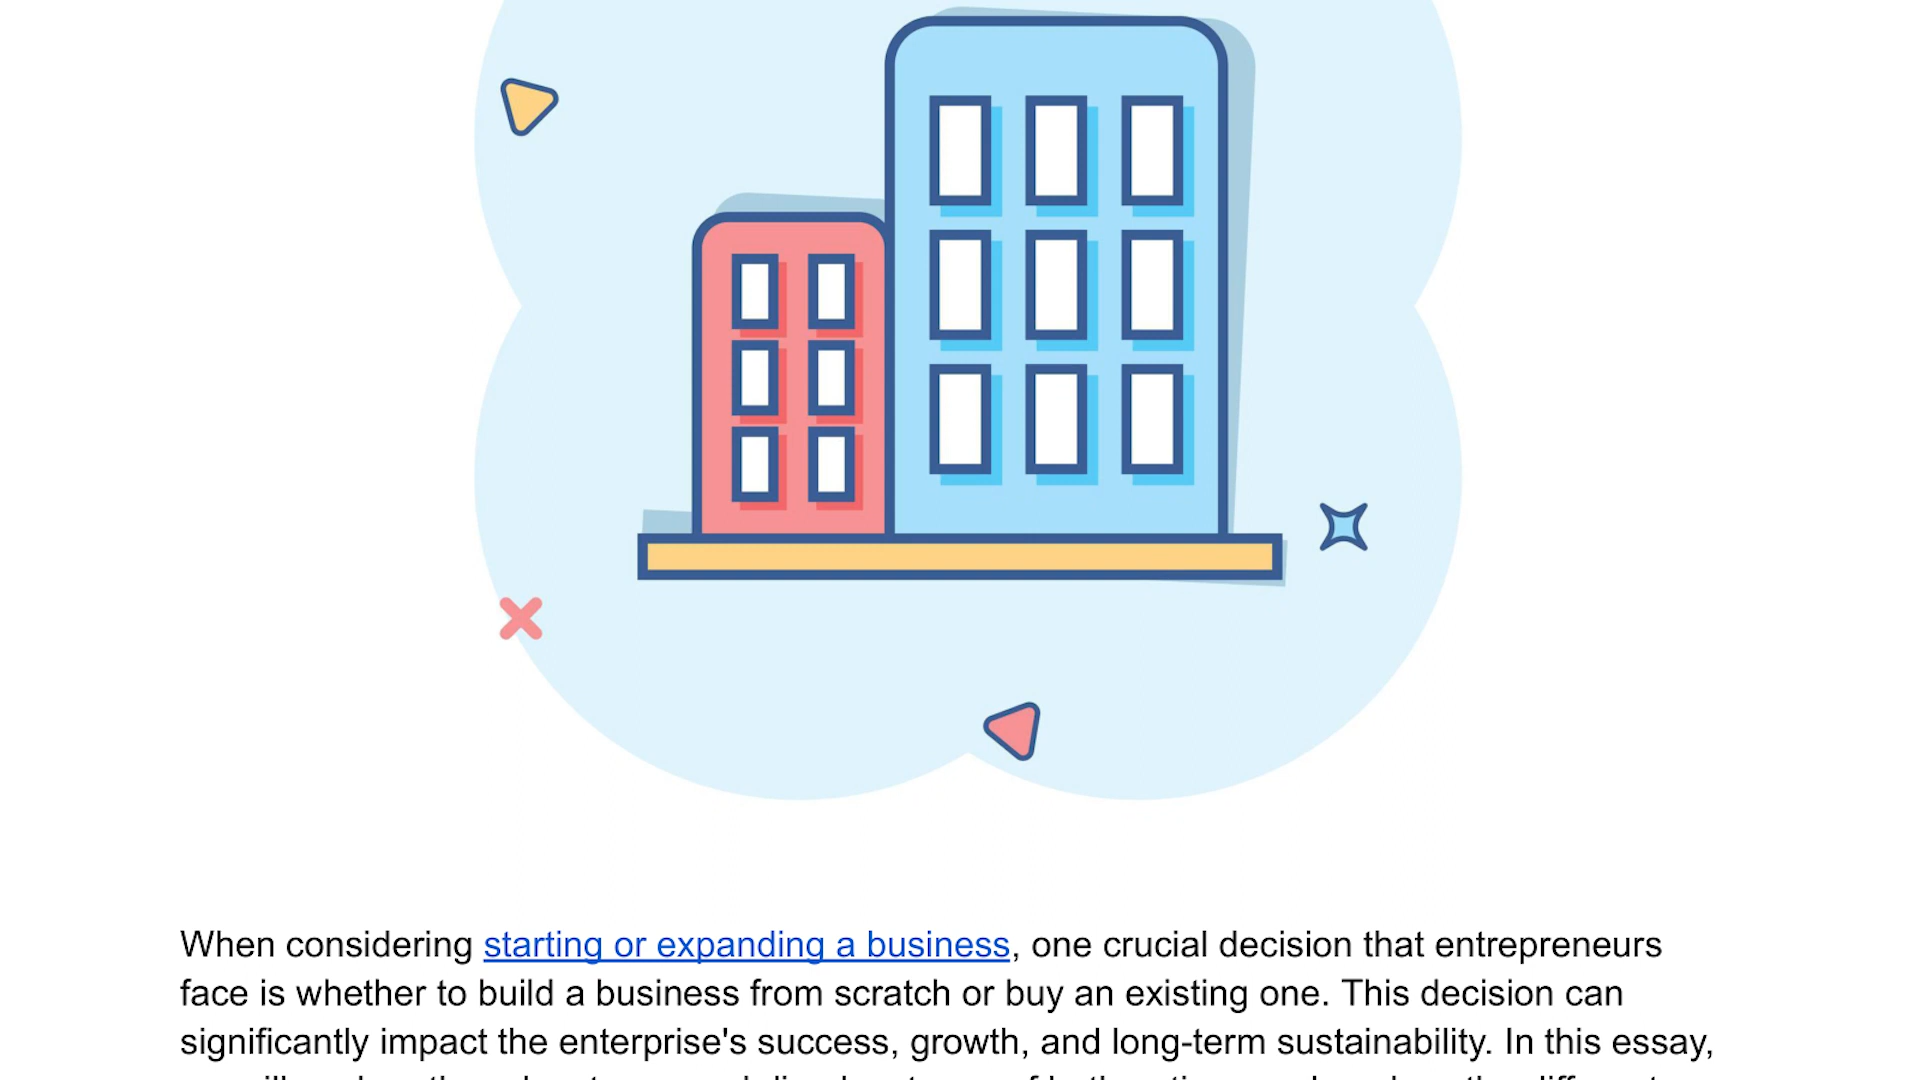 When considering starting or expanding a business, one crucial decision that entrepreneurs
face is whether to build a business from scratch or buy an existing one. This decision can
significantly impact the enterprise's success, growth, and long-term sustainability. In this essay,